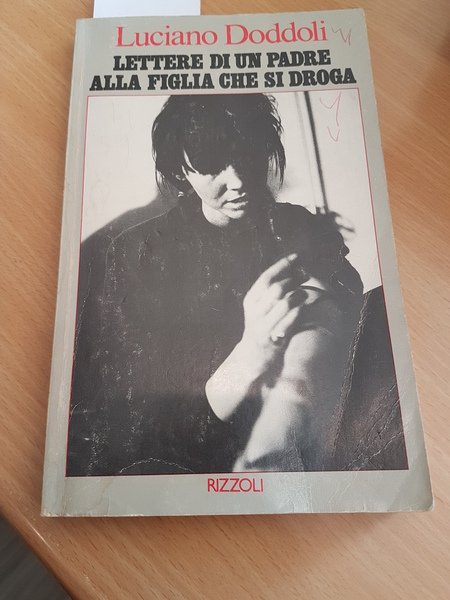 Luciano Doddoli
LETTERE DI UN PADRE
ALLA FIGLIA CHE SI DROGA
RIZZOLI